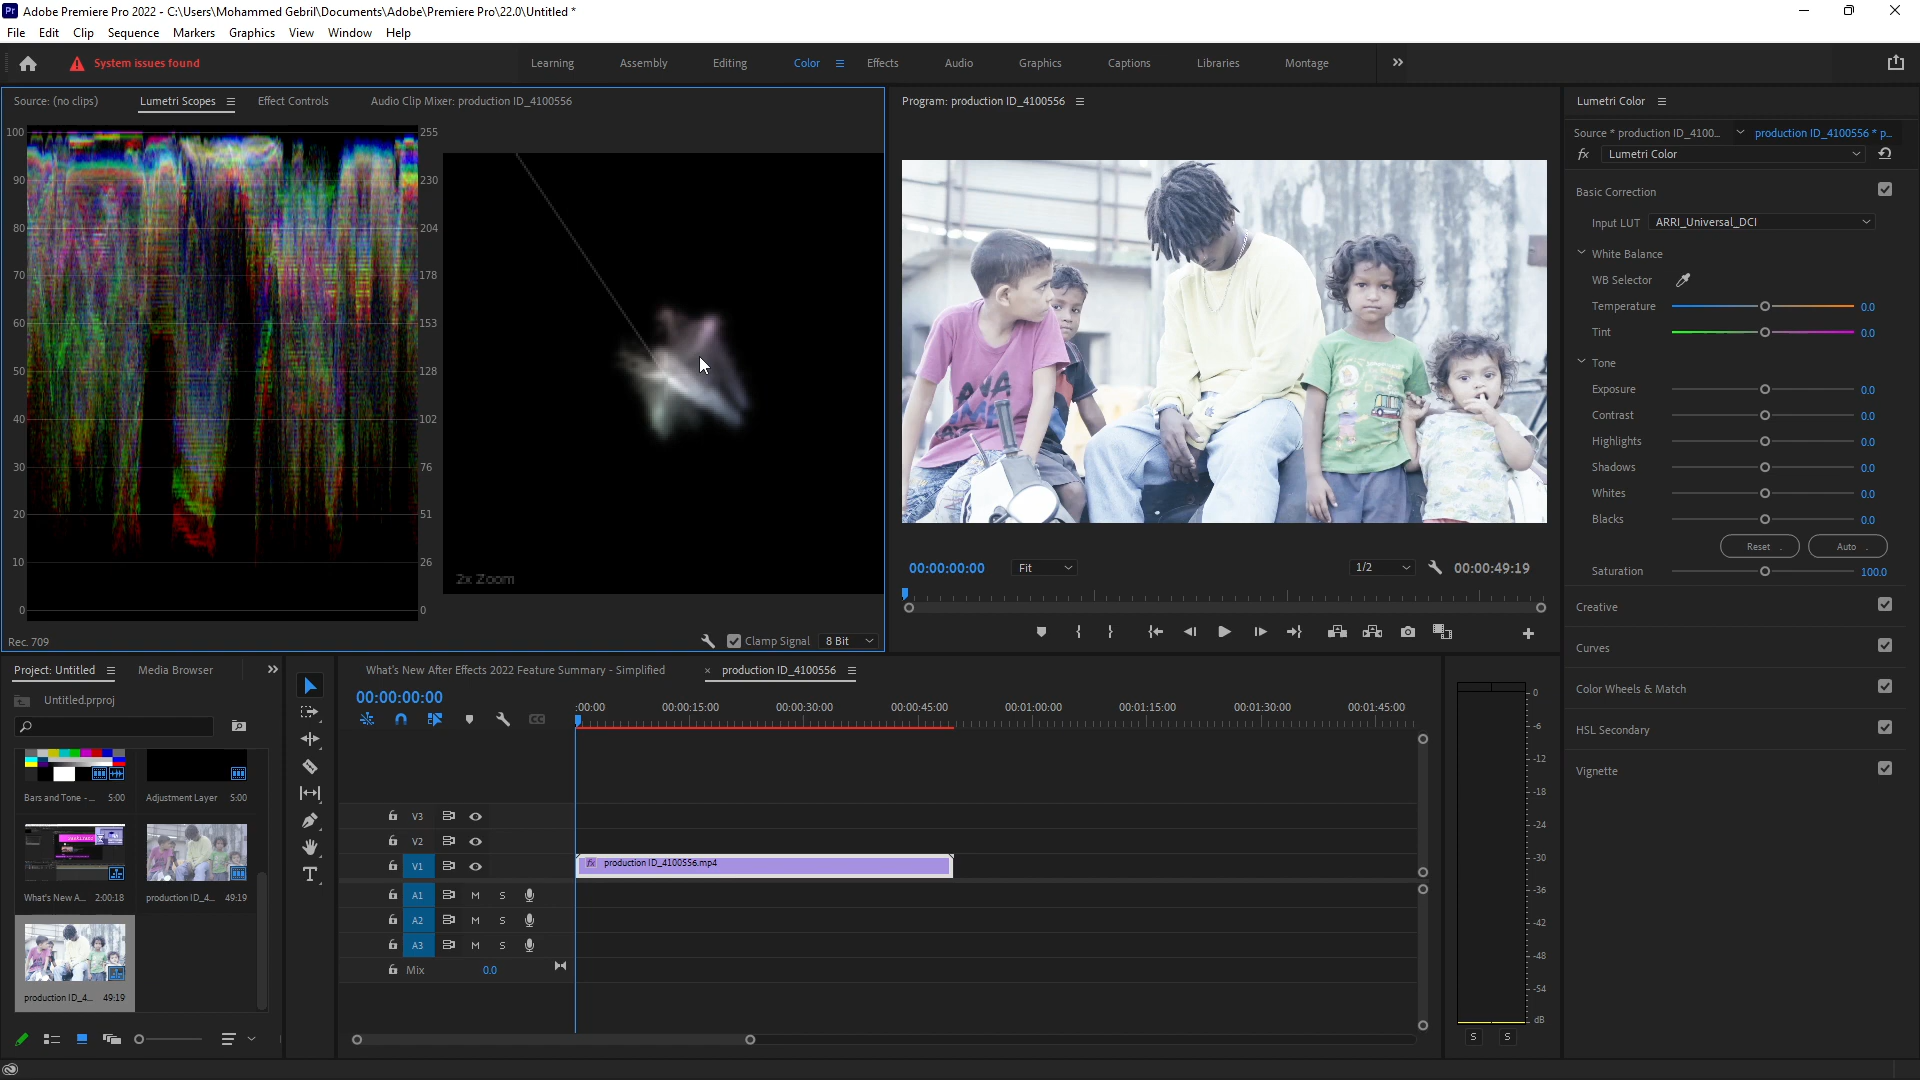 Adobe Premiere Pro 2022 - C:\Users\Mohammed Gebril\Documents\Adobe\Premiere Pro\22.0\Untitled *
File Edit Clip Sequence Markers Graphics View Window Help
System issues found
Learning Assembly Editing Color Effects Audio Graphics Captions Libraries Montage
Source: (no clips) Lumetri Scopes Effect Controls Audio Clip Mixer: production ID_4100556
100 255
90 230
80 204
70 178
60 153
50 128
40 102
30 76
20 51
10 26
0 0
2x Zoom
Rec. 709 Clamp Signal 8 Bit
Program: production ID_4100556
00:00:00:00 Fit 1/2 00:00:49:19
Lumetri Color
Source * production ID_4100... production ID_4100556 * p...
fx Lumetri Color
Basic Correction
Input LUT ARRI_Universal_DCI
White Balance
WB Selector
Temperature 0.0
Tint 0.0
Tone
Exposure 0.0
Contrast 0.0
Highlights 0.0
Shadows 0.0
Whites 0.0
Blacks 0.0
Reset Auto
Saturation 100.0
Creative
Curves
Color Wheels & Match
HSL Secondary
Vignette
Project: Untitled Media Browser
Untitled.prproj
Bars and Tone -... 5:00 Adjustment Layer 5:00
What's New A... 2:00:18 production ID_4... 49:19
production ID_4... 49:19
What's New After Effects 2022 Feature Summary - Simplified × production ID_4100556
00:00:00:00
:00:00 00:00:15:00 00:00:30:00 00:00:45:00 00:01:00:00 00:01:15:00 00:01:30:00 00:01:45:00
V3
V2
V1 fx production ID_4100556.mp4
A1 M S
A2 M S
A3 M S
Mix 0.0
0
-6
-12
-18
-24
-30
-36
-42
-48
-54
dB
S S